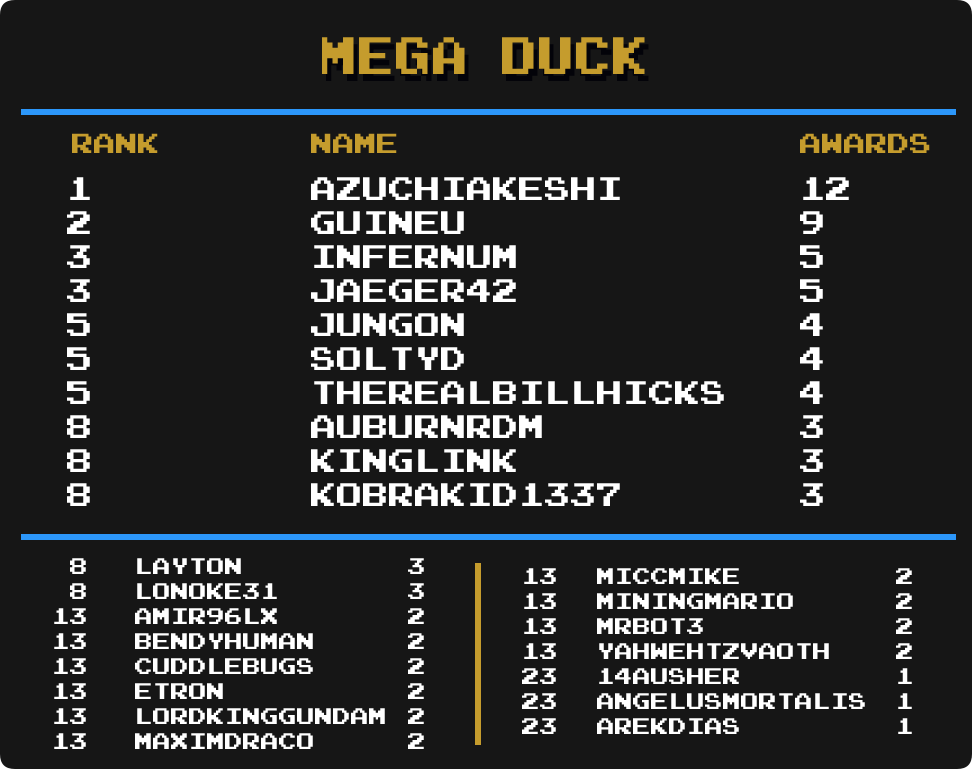 MEGA DUCK
RANK NAME AWARDS
1 AZUCHIAKESHI 12
2 GUINEU 9
3 INFERNUM 5
3 JAEGER42 5
5 JUNGON 4
5 SOLTYD 4
5 THEREALBILLHICKS 4
8 AUBURNRDM 3
8 KINGLINK 3
8 KOBRAKID1337 3
8 LAYTON 3
8 LONOKE31 3
13 AMIR96LX 2
13 BENDYHUMAN 2
13 CUDDLEBUGS 2
13 ETRON 2
13 LORDKINGGUNDAM 2
13 MAXIMDRACO 2
13 MICCMIKE 2
13 MININGMARIO 2
13 MRBOT3 2
13 YAHWEHTZVAOTH 2
23 14AUSHER 1
23 ANGELUSMORTALIS 1
23 AREKDIAS 1